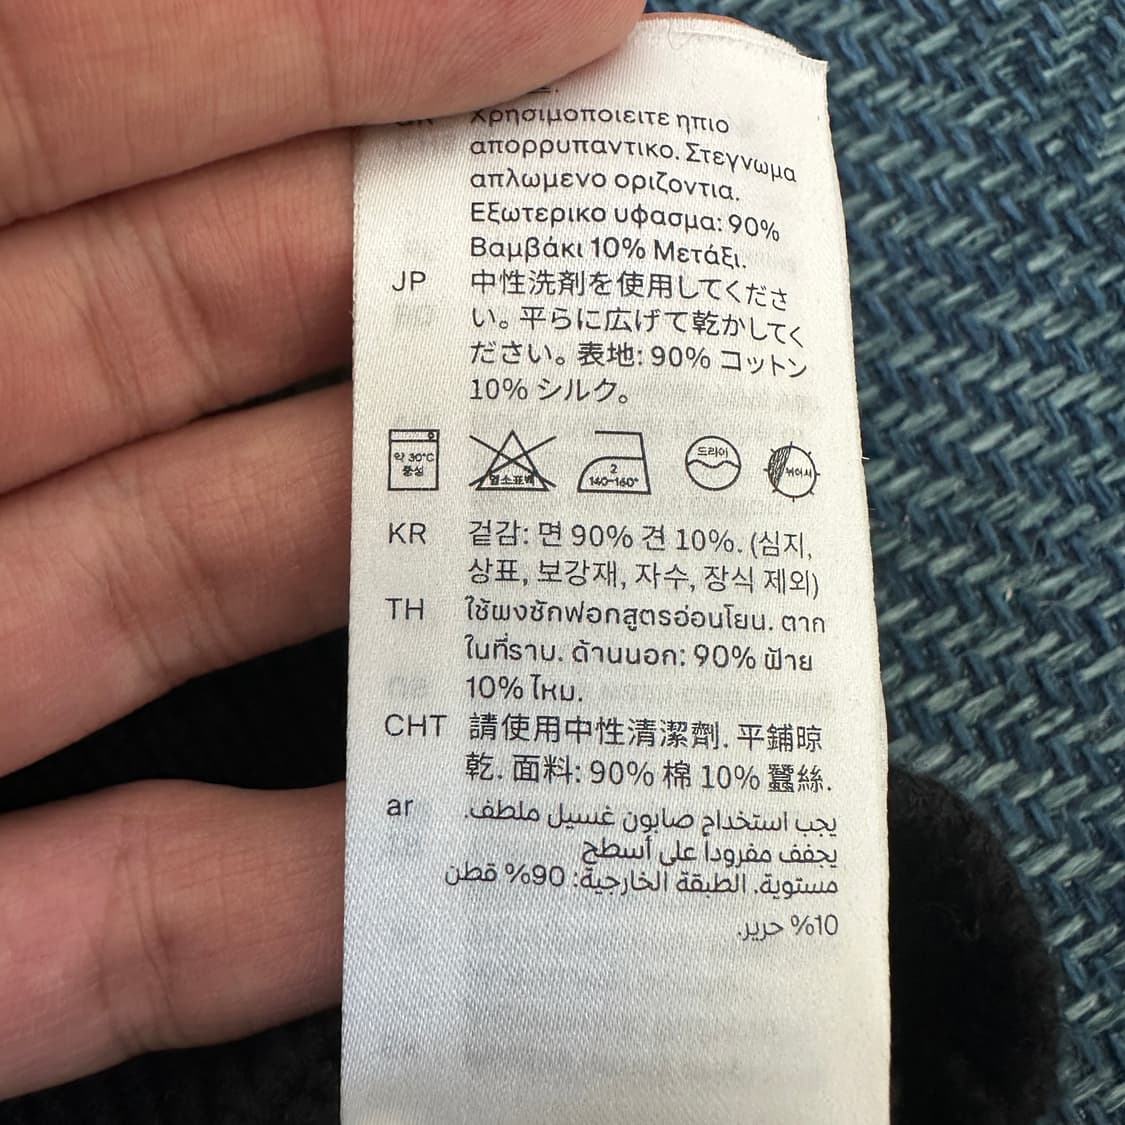 Χρησιμοποιειτε ηπιο
απορρυπαντικο. Στεγνωμα
απλωμενο οριζοντια.
Εξωτερικο υφασμα: 90%
Βαμβάκι 10% Μετάξι.
JP 中性洗剤を使用してくださ
い。平らに広げて乾かしてく
ださい。表地: 90% コットン
10% シルク。
약 30°C
중성
염소표백
2
140~160°
드라이
뉘어서
KR 겉감: 면 90% 견 10%. (심지,
상표, 보강재, 자수, 장식 제외)
TH ใช้ผงซักฟอกสูตรอ่อนโยน. ตาก
ในที่ราบ. ด้านนอก: 90% ฝ้าย
10% ไหม.
CHT 請使用中性清潔劑. 平鋪晾
乾. 面料: 90% 棉 10% 蠶絲.
ar يجب استخدام صابون غسيل ملطف.
يجفف مفروداً على أسطح
مستوية. الطبقة الخارجية: 90% قطن
10% حرير.